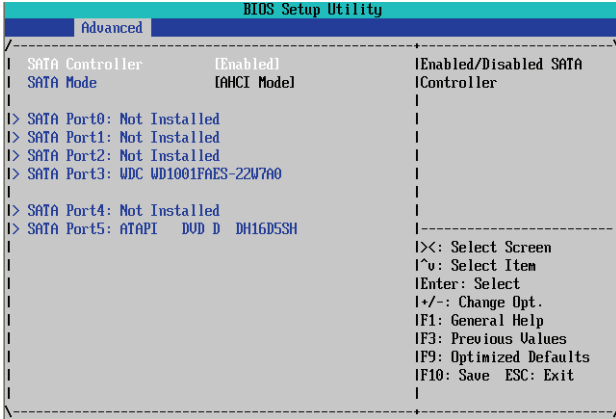 BIOS Setup Utility
Advanced
SATA Controller [Enabled]
SATA Mode [AHCI Mode]
> SATA Port0: Not Installed
> SATA Port1: Not Installed
> SATA Port2: Not Installed
> SATA Port3: WDC WD1001FAES-22W7A0
> SATA Port4: Not Installed
> SATA Port5: ATAPI DVD D DH16D5SH
Enabled/Disabled SATA
Controller
><: Select Screen
^v: Select Item
Enter: Select
+/-: Change Opt.
F1: General Help
F3: Previous Values
F9: Optimized Defaults
F10: Save ESC: Exit